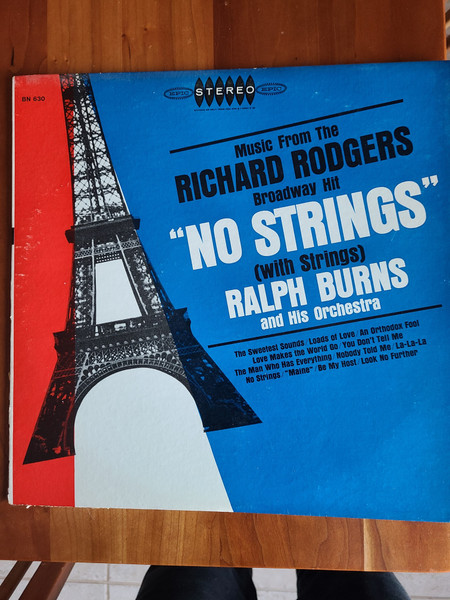 BN 630
EPIC STEREO EPIC
Music From The
RICHARD RODGERS
Broadway Hit
"NO STRINGS"
(with Strings)
RALPH BURNS
and His Orchestra
The Sweetest Sounds / Loads of Love / An Orthodox Fool
Love Makes the World Go / You Don't Tell Me
The Man Who Has Everything / Nobody Told Me / La-La-La
No Strings / "Maine" / Be My Host / Look No Further